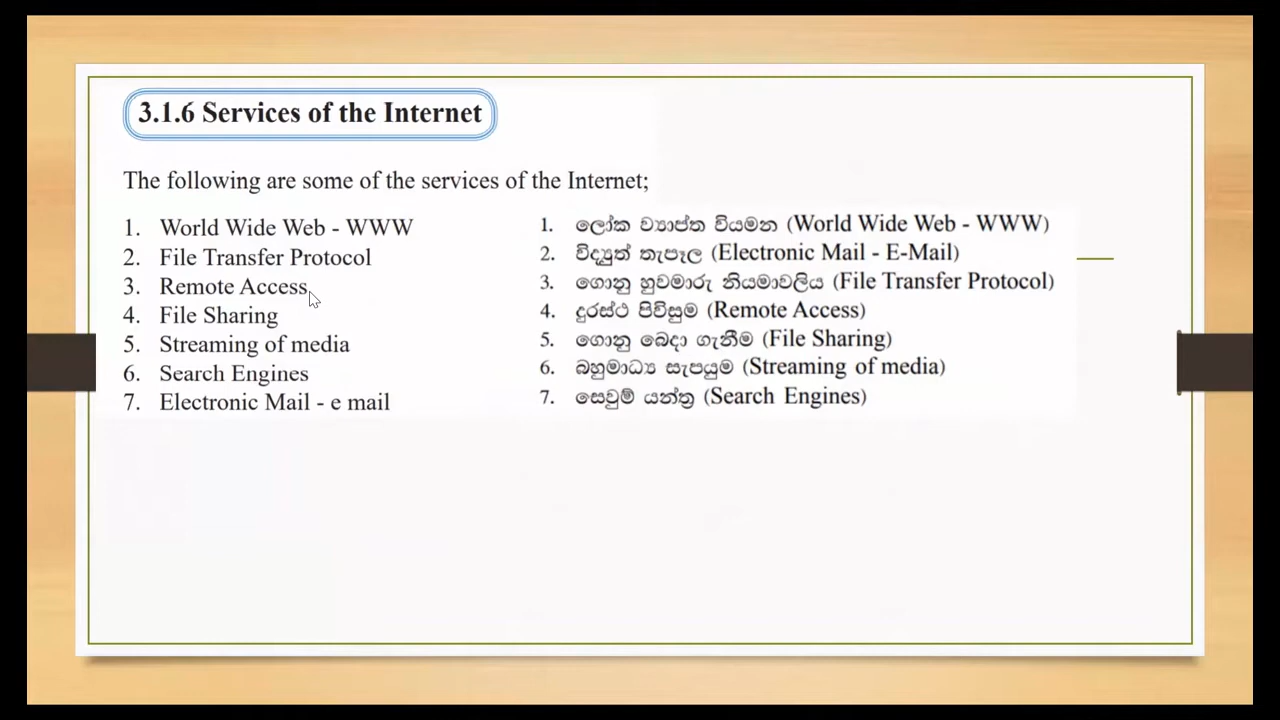 3.1.6 Services of the Internet
The following are some of the services of the Internet;
1. World Wide Web - WWW
2. File Transfer Protocol
3. Remote Access
4. File Sharing
5. Streaming of media
6. Search Engines
7. Electronic Mail - e mail
1. ලෝක ව්‍යාප්ත වියමන (World Wide Web - WWW)
2. විද්‍යුත් තැපෑල (Electronic Mail - E-Mail)
3. ගොනු හුවමාරු නියමාවලිය (File Transfer Protocol)
4. දුරස්ථ පිවිසුම (Remote Access)
5. ගොනු බෙදා ගැනීම (File Sharing)
6. බහුමාධ්‍ය සැපයුම (Streaming of media)
7. සෙවුම් යන්ත්‍ර (Search Engines)